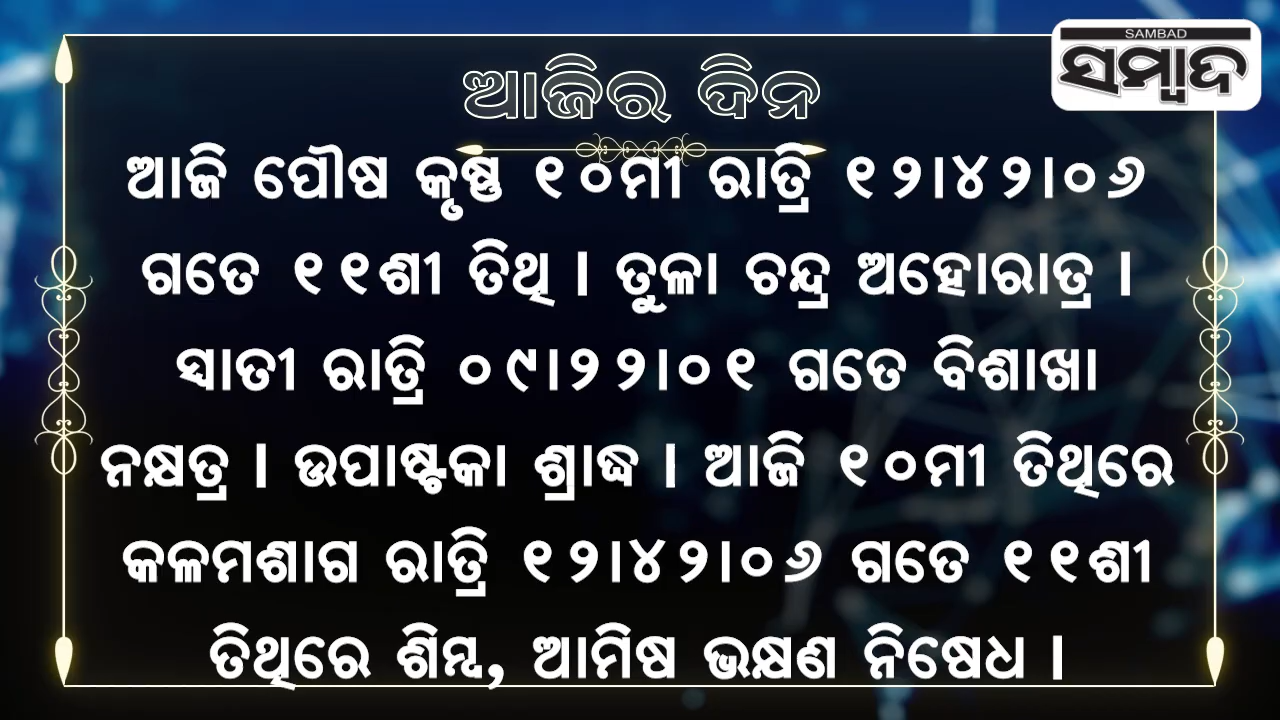 SAMBAD
ସମ୍ବାଦ
ଆଜିର ଦିନ
ଆଜି ପୌଷ କୃଷ୍ଣ ୧୦ମୀ ରାତ୍ରି ୧୨।୪୨।୦୬
ଗତେ ୧୧ଶୀ ତିଥି । ତୁଳା ଚନ୍ଦ୍ର ଅହୋରାତ୍ର ।
ସ୍ୱାତୀ ରାତ୍ରି ୦୯।୨୨।୦୧ ଗତେ ବିଶାଖା
ନକ୍ଷତ୍ର । ଉପାଷ୍ଟକା ଶ୍ରାଦ୍ଧ । ଆଜି ୧୦ମୀ ତିଥିରେ
କଳମଶାଗ ରାତ୍ରି ୧୨।୪୨।୦୬ ଗତେ ୧୧ଶୀ
ତିଥିରେ ଶିମ୍ବ, ଆମିଷ ଭକ୍ଷଣ ନିଷେଧ ।